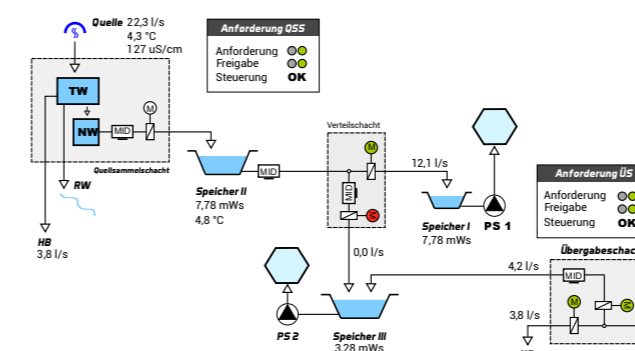 Quelle 22,3 l/s
4,3 °C
127 uS/cm
Anforderung QSS
Anforderung
Freigabe
Steuerung OK
TW
NW
MID
M
Quellsammelschacht
RW
HB
3,8 l/s
Speicher II
7,78 mWs
4,8 °C
MID
Verteilschacht
M
MID
M
12,1 l/s
0,0 l/s
Speicher I
7,78 mWs
PS 1
Anforderung ÜS
Anforderung
Freigabe
Steuerung OK
Übergabeschac
4,2 l/s
MID
M
M
3,8 l/s
PS 2
Speicher III
3,28 mWs